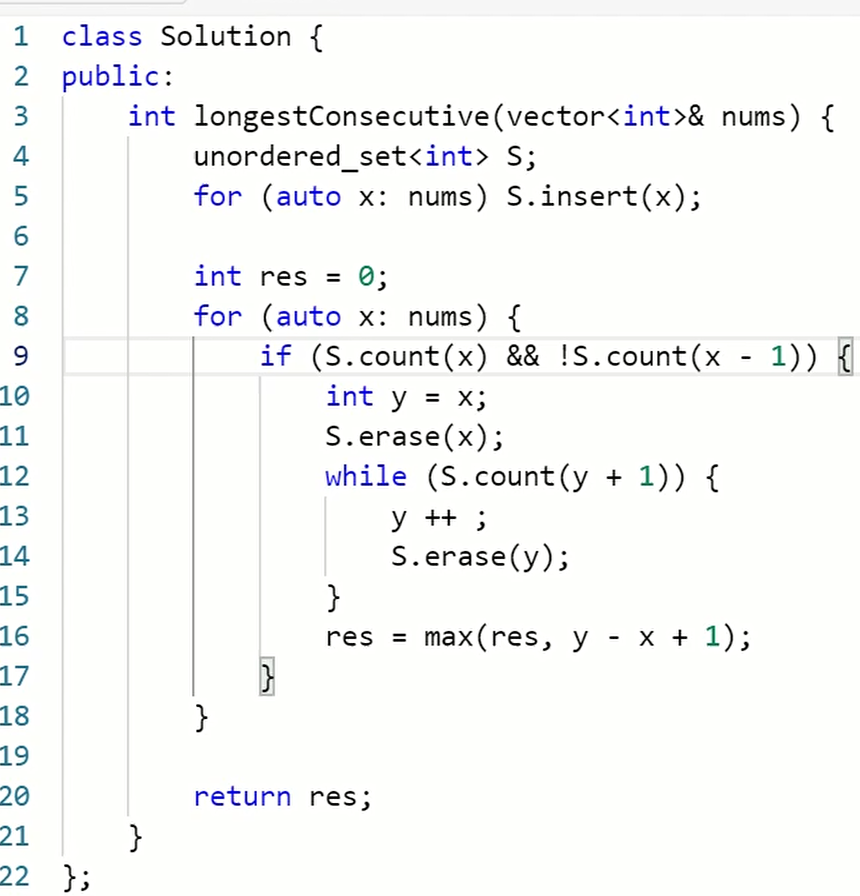 1 class Solution {
2 public:
3     int longestConsecutive(vector<int>& nums) {
4         unordered_set<int> S;
5         for (auto x: nums) S.insert(x);
6
7         int res = 0;
8         for (auto x: nums) {
9             if (S.count(x) && !S.count(x - 1)) {
10                 int y = x;
11                 S.erase(x);
12                 while (S.count(y + 1)) {
13                     y ++ ;
14                     S.erase(y);
15                 }
16                 res = max(res, y - x + 1);
17             }
18         }
19
20         return res;
21     }
22 };